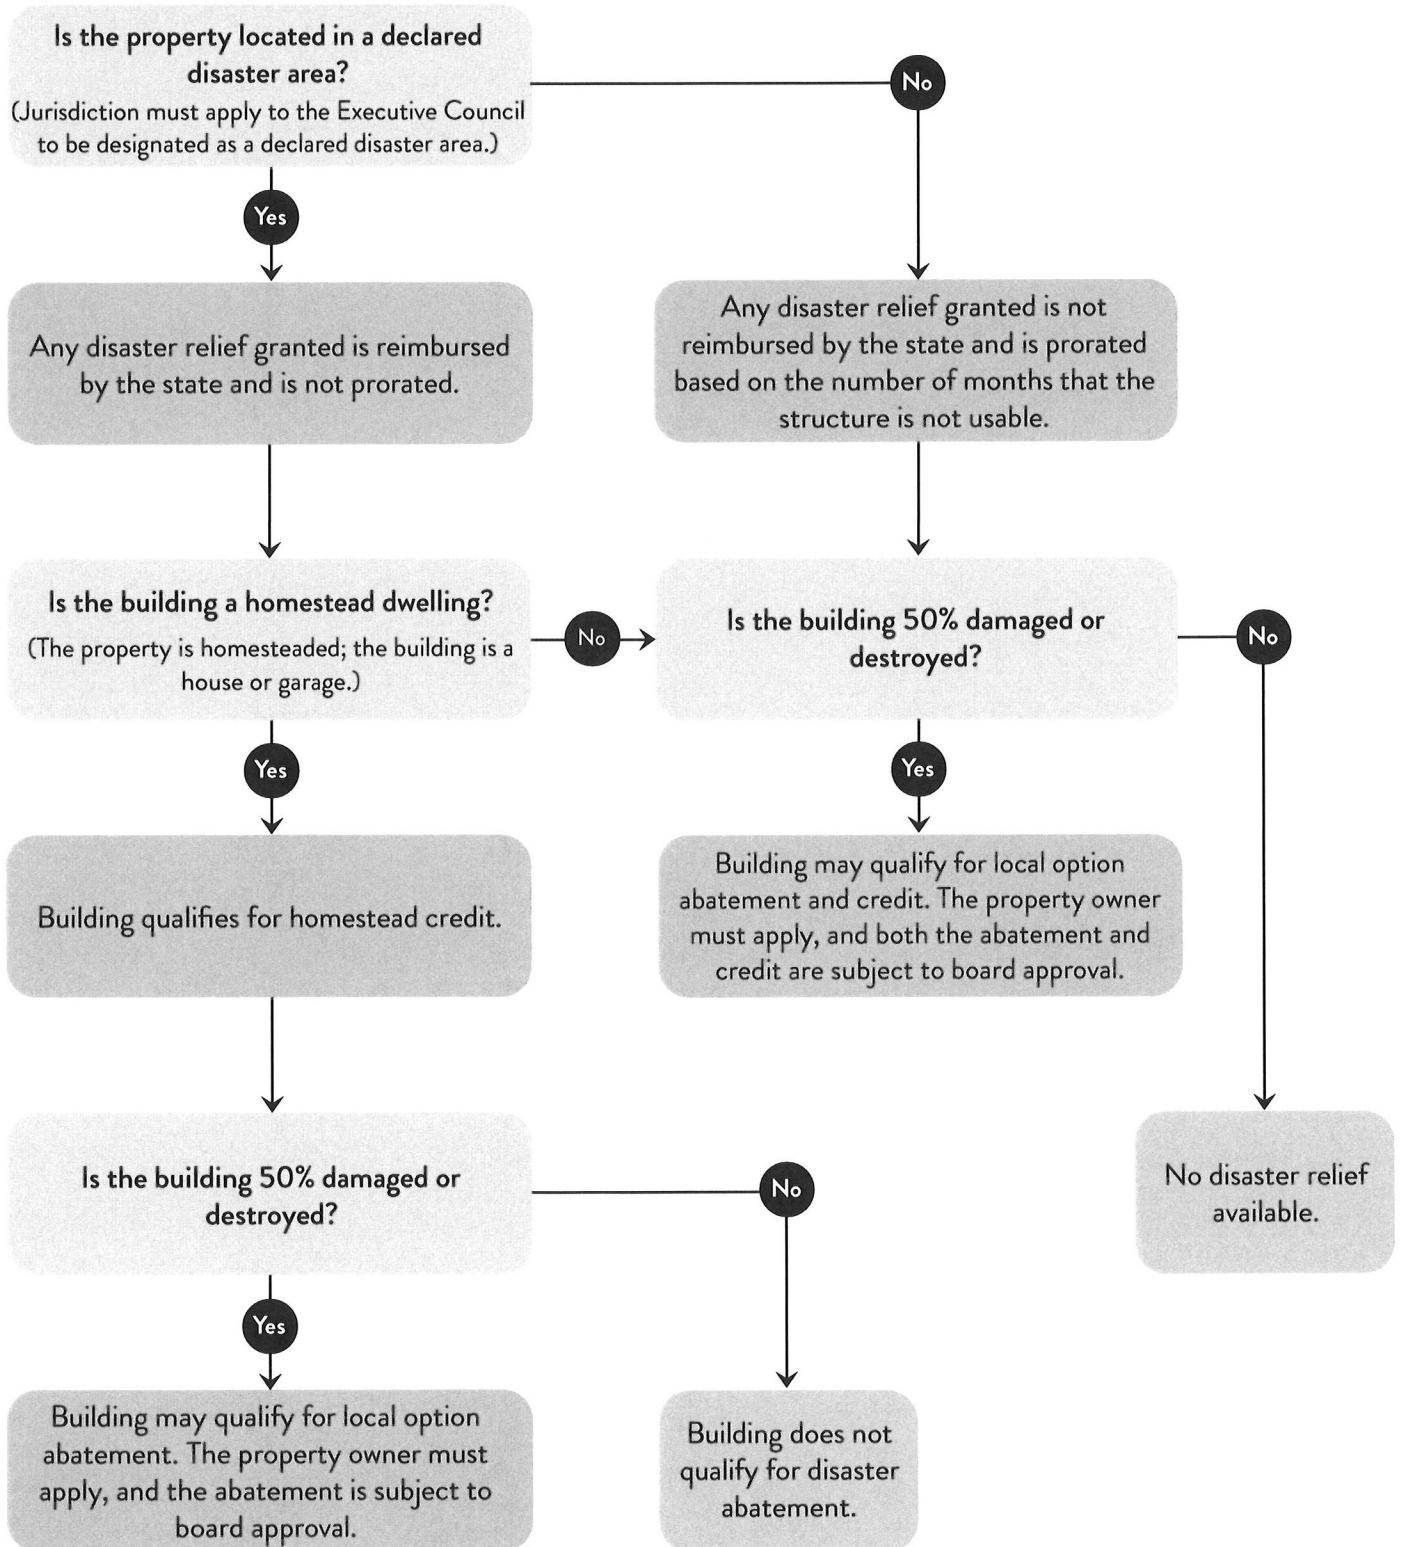 Is the property located in a declared
disaster area?
(Jurisdiction must apply to the Executive Council
to be designated as a declared disaster area.)
No
Yes
Any disaster relief granted is reimbursed
by the state and is not prorated.
Any disaster relief granted is not
reimbursed by the state and is prorated
based on the number of months that the
structure is not usable.
Is the building a homestead dwelling?
(The property is homesteaded; the building is a
house or garage.)
No
Is the building 50% damaged or
destroyed?
No
Yes
Yes
Building qualifies for homestead credit.
Building may qualify for local option
abatement and credit. The property owner
must apply, and both the abatement and
credit are subject to board approval.
Is the building 50% damaged or
destroyed?
No
No disaster relief
available.
Yes
Building may qualify for local option
abatement. The property owner must
apply, and the abatement is subject to
board approval.
Building does not
qualify for disaster
abatement.